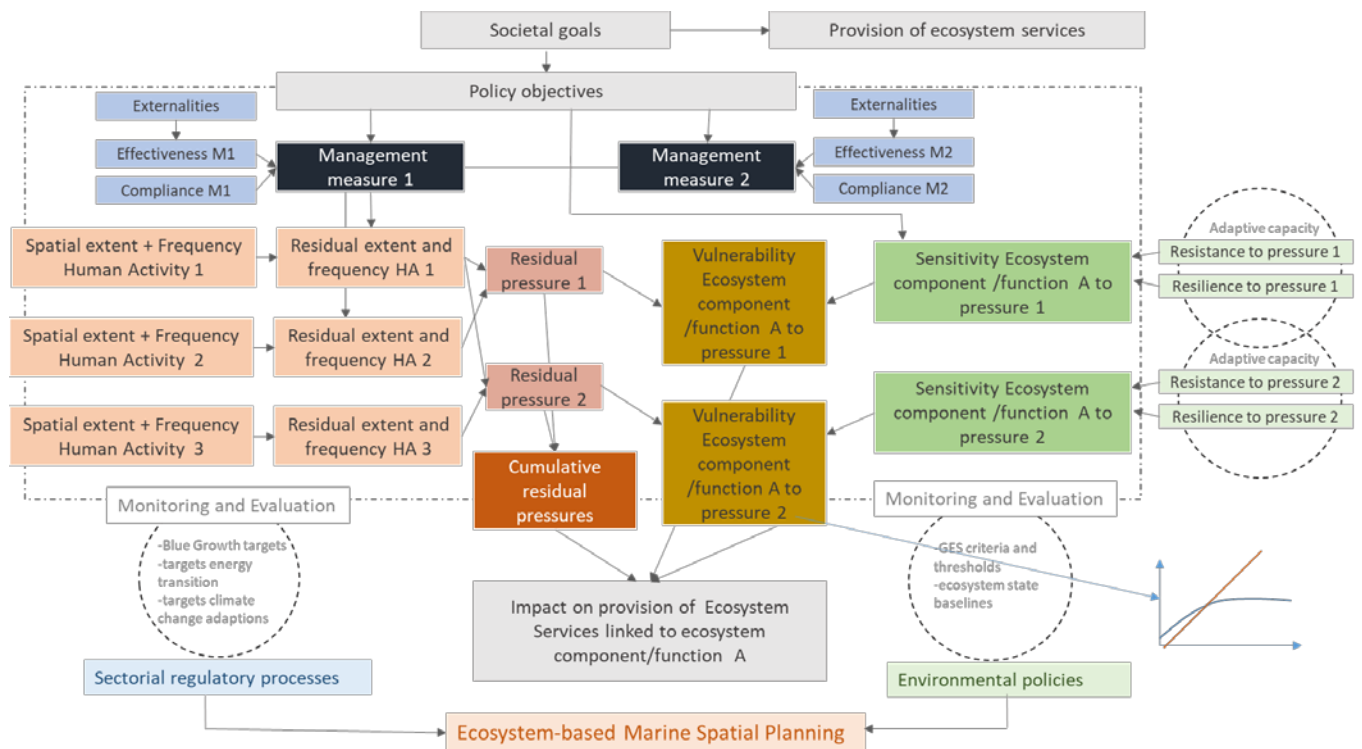 Societal goals
Provision of ecosystem services
Policy objectives
Externalities
Effectiveness M1
Compliance M1
Management
measure 1
Management
measure 2
Externalities
Effectiveness M2
Compliance M2
Spatial extent + Frequency
Human Activity 1
Residual extent and
frequency HA 1
Residual
pressure 1
Vulnerability
Ecosystem
component
/function A to
pressure 1
Sensitivity Ecosystem
component /function A to
pressure 1
Adaptive capacity
Resistance to pressure 1
Resilience to pressure 1
Spatial extent + Frequency
Human Activity 2
Residual extent and
frequency HA 2
Residual
pressure 2
Vulnerability
Ecosystem
component
/function A to
pressure 2
Sensitivity Ecosystem
component /function A to
pressure 2
Adaptive capacity
Resistance to pressure 2
Resilience to pressure 2
Spatial extent + Frequency
Human Activity 3
Residual extent and
frequency HA 3
Cumulative
residual
pressures
Monitoring and Evaluation
-Blue Growth targets
-targets energy
transition
-targets climate
change adaptions
Monitoring and Evaluation
-GES criteria and
thresholds
-ecosystem state
baselines
Impact on provision of Ecosystem
Services linked to ecosystem
component/function A
Sectorial regulatory processes
Environmental policies
Ecosystem-based Marine Spatial Planning